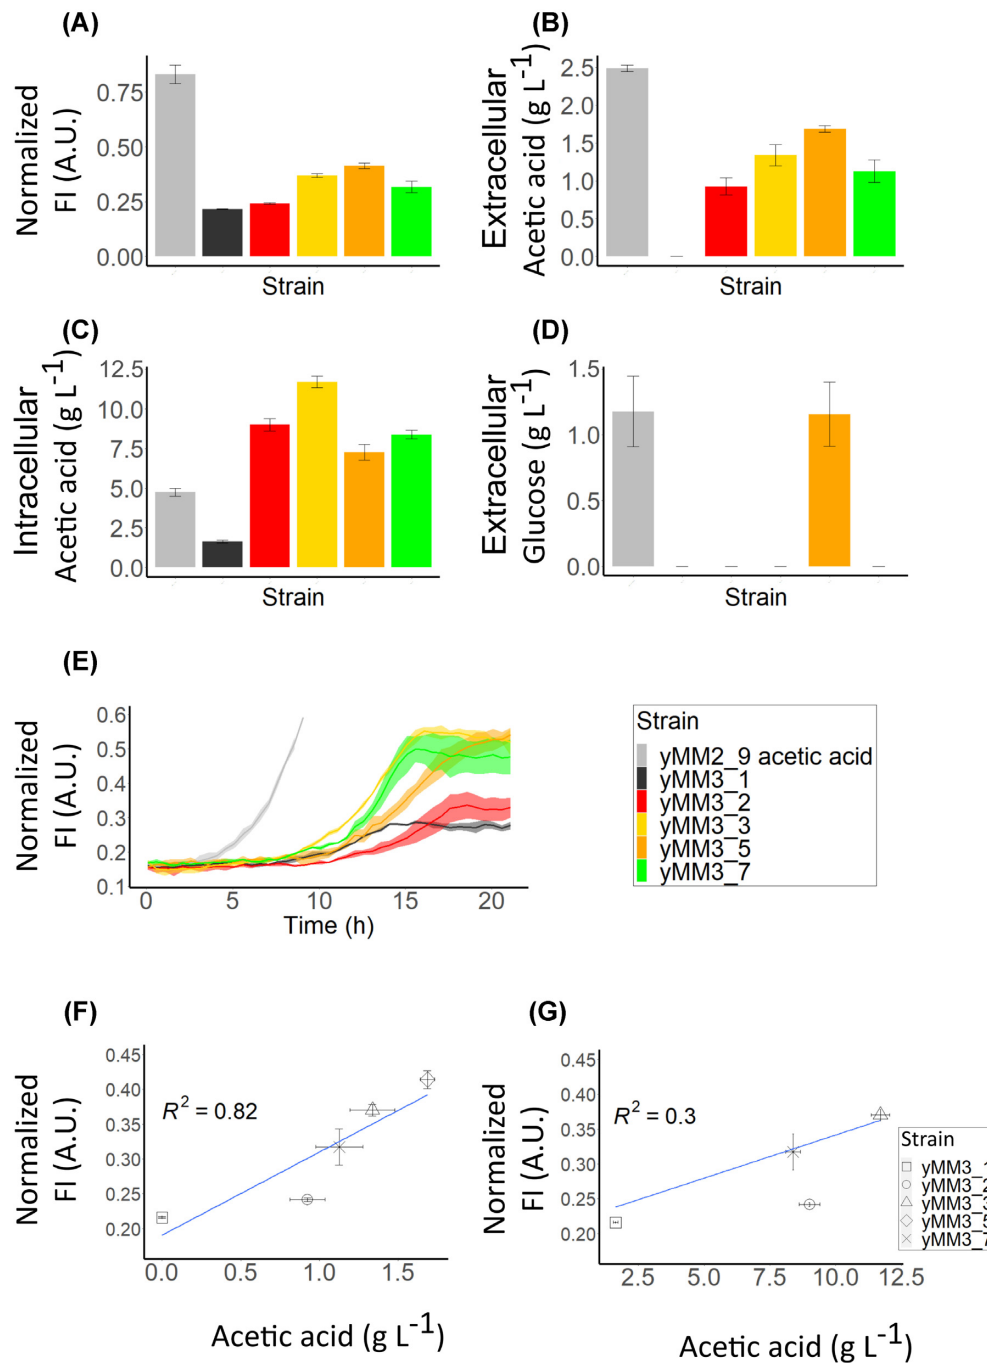 (A)
Normalized
FI (A.U.)
0.75
0.50
0.25
0.00
Strain
(B)
Extracellular
Acetic acid (g L-1)
2.5
2.0
1.5
1.0
0.5
0.0
Strain
(C)
Intracellular
Acetic acid (g L-1)
12.5
10.0
7.5
5.0
2.5
0.0
Strain
(D)
Extracellular
Glucose (g L-1)
1.5
1.0
0.5
0.0
Strain
(E)
Normalized
FI (A.U.)
0.6
0.5
0.4
0.3
0.2
0.1
0 5 10 15 20
Time (h)
Strain
yMM2_9 acetic acid
yMM3_1
yMM3_2
yMM3_3
yMM3_5
yMM3_7
(F)
Normalized
FI (A.U.)
0.45
0.40
0.35
0.30
0.25
0.20
R2 = 0.82
0.0 0.5 1.0 1.5
Acetic acid (g L-1)
(G)
Normalized
FI (A.U.)
0.45
0.40
0.35
0.30
0.25
0.20
R2 = 0.3
2.5 5.0 7.5 10.0 12.5
Acetic acid (g L-1)
Strain
yMM3_1
yMM3_2
yMM3_3
yMM3_5
yMM3_7